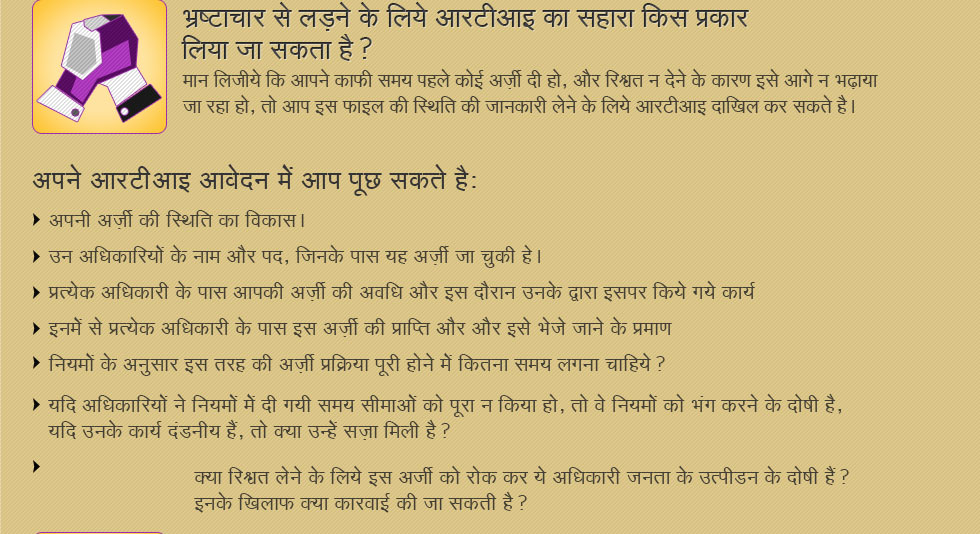 भ्रष्टाचार से लड़ने के लिये आरटीआइ का सहारा किस प्रकार
लिया जा सकता है ?
मान लिजीये कि आपने काफी समय पहले कोई अर्ज़ी दी हो, और रिश्वत न देने के कारण इसे आगे न भढ़ाया
जा रहा हो, तो आप इस फाइल की स्थिति की जानकारी लेने के लिये आरटीआइ दाखिल कर सकते है।
अपने आरटीआइ आवेदन में आप पूछ सकते है:
अपनी अर्ज़ी की स्थिति का विकास।
उन अधिकारियों के नाम और पद, जिनके पास यह अर्ज़ी जा चुकी हे।
प्रत्येक अधिकारी के पास आपकी अर्ज़ी की अवधि और इस दौरान उनके द्वारा इसपर किये गये कार्य
इनमें से प्रत्येक अधिकारी के पास इस अर्ज़ी की प्राप्ति और और इसे भेजे जाने के प्रमाण
नियमों के अनुसार इस तरह की अर्ज़ी प्रक्रिया पूरी होने में कितना समय लगना चाहिये ?
यदि अधिकारियों ने नियमों में दी गयी समय सीमाओं को पूरा न किया हो, तो वे नियमों को भंग करने के दोषी है,
यदि उनके कार्य दंडनीय हैं, तो क्या उन्हें सज़ा मिली है ?
क्या रिश्वत लेने के लिये इस अर्जी को रोक कर ये अधिकारी जनता के उत्पीडन के दोषी हैं ?
इनके खिलाफ क्या कारवाई की जा सकती है ?